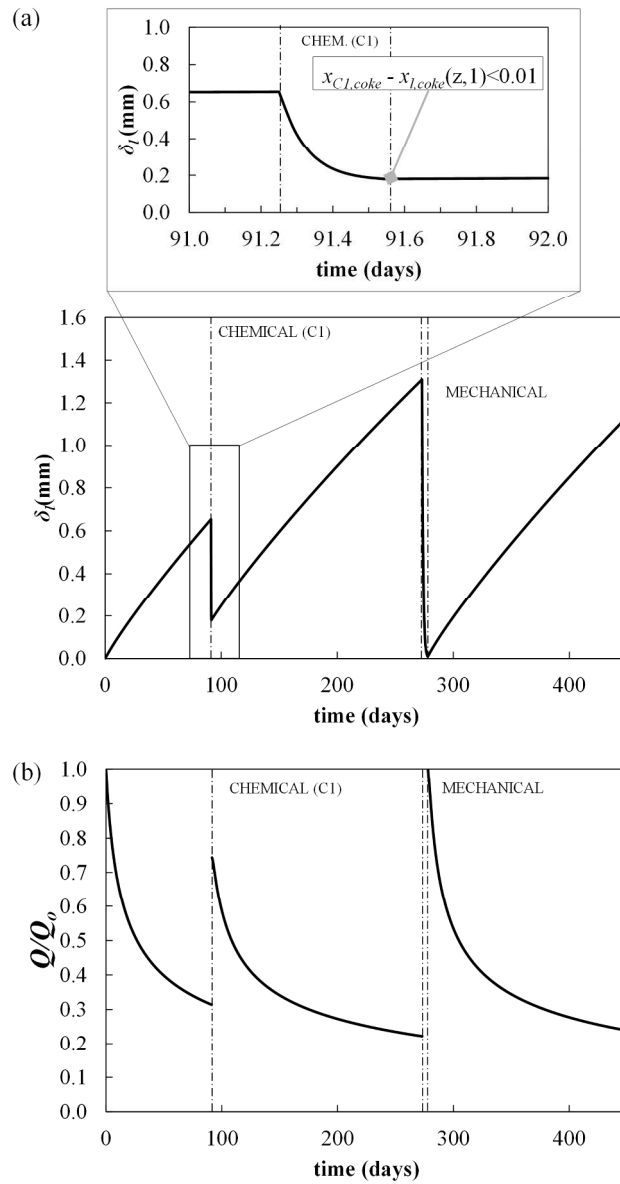 (a)
CHEM. (C1)
x_{C1,coke} - x_{l,coke}(z,1)<0.01
δ_l(mm)
1.0
0.8
0.6
0.4
0.2
0.0
91.0 91.2 91.4 91.6 91.8 92.0
time (days)
CHEMICAL (C1)
MECHANICAL
δ_l(mm)
1.6
1.4
1.2
1.0
0.8
0.6
0.4
0.2
0.0
0 100 200 300 400
time (days)
(b)
CHEMICAL (C1) MECHANICAL
Q/Q_o
1.0
0.9
0.8
0.7
0.6
0.5
0.4
0.3
0.2
0.1
0.0
0 100 200 300 400
time (days)